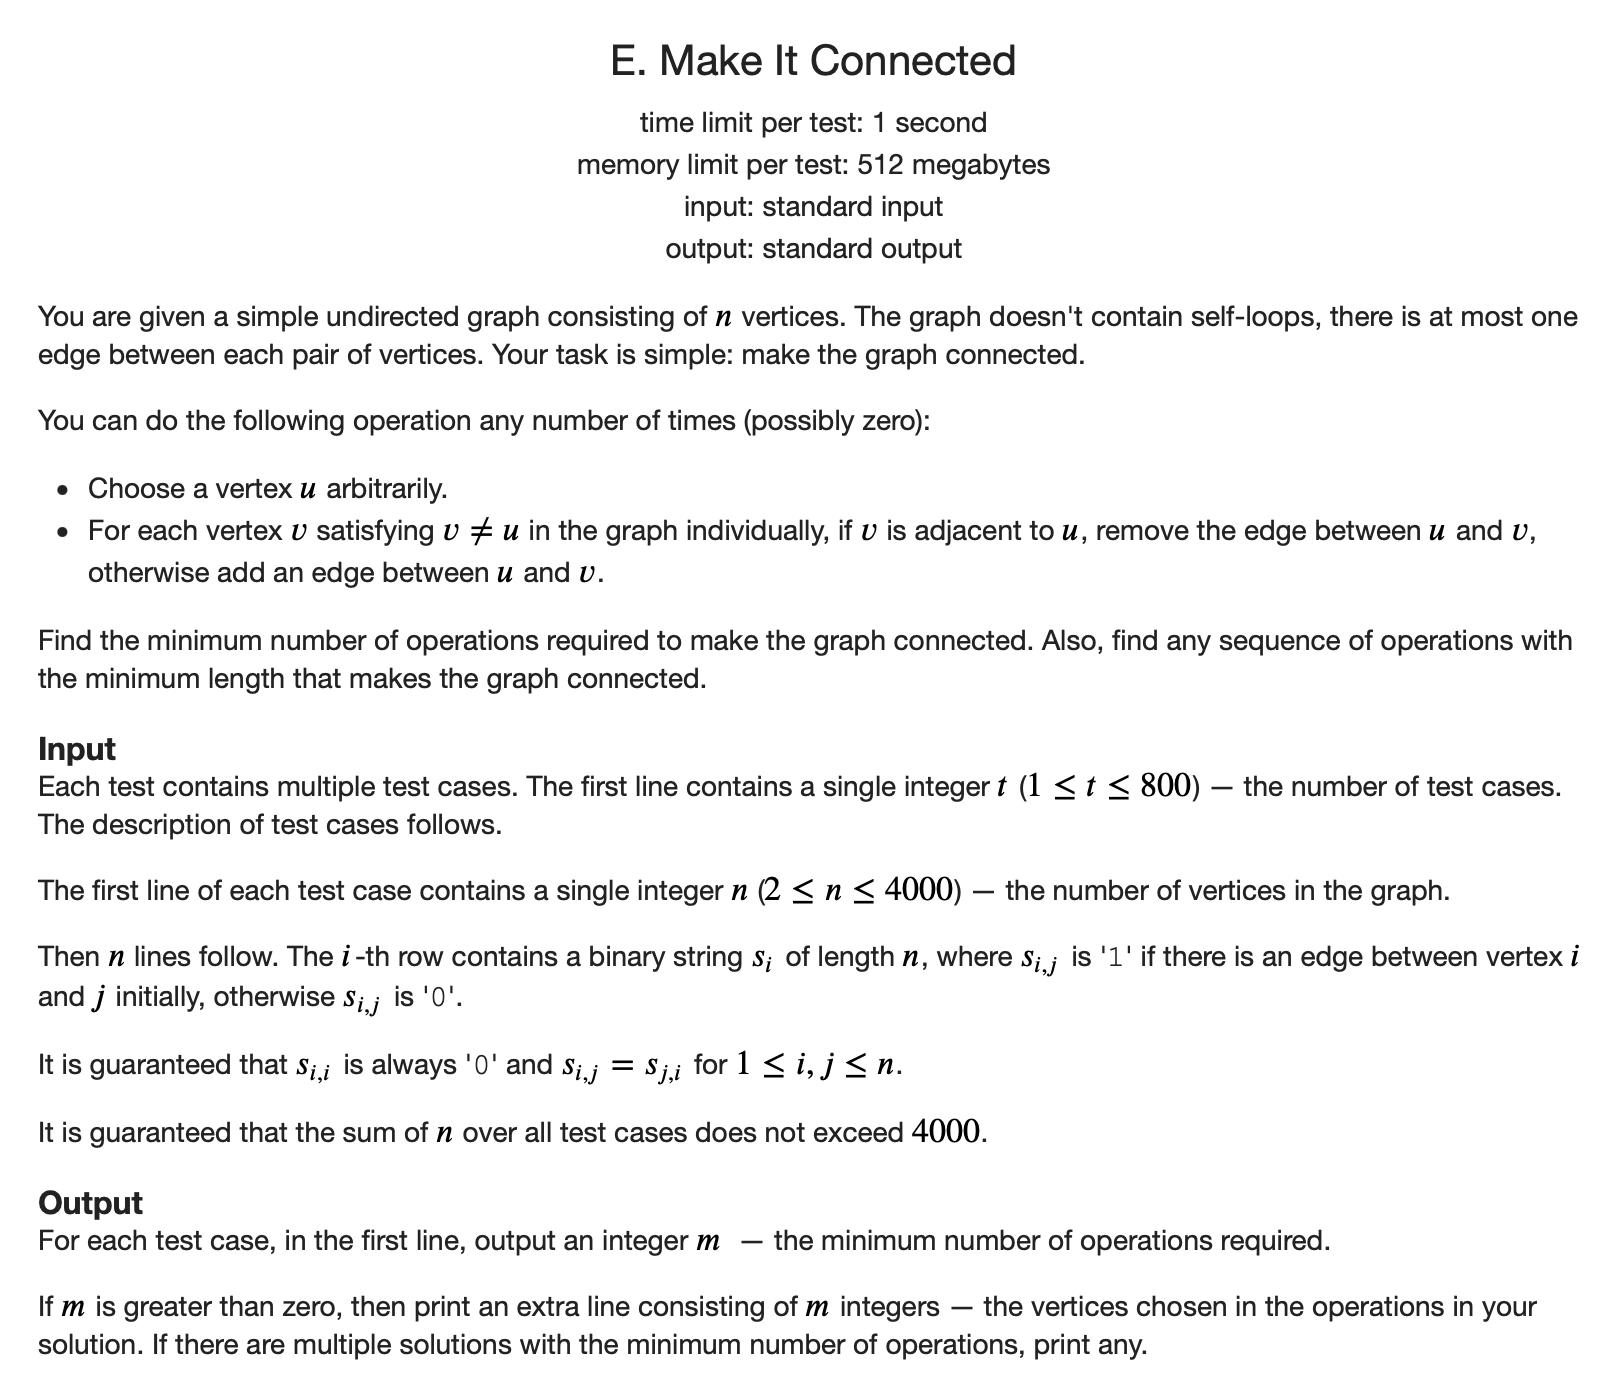 E. Make It Connected
time limit per test: 1 second
memory limit per test: 512 megabytes
input: standard input
output: standard output
You are given a simple undirected graph consisting of n vertices. The graph doesn't contain self-loops, there is at most one
edge between each pair of vertices. Your task is simple: make the graph connected.
You can do the following operation any number of times (possibly zero):
• Choose a vertex u arbitrarily.
• For each vertex v satisfying v ≠ u in the graph individually, if v is adjacent to u, remove the edge between u and v,
otherwise add an edge between u and v.
Find the minimum number of operations required to make the graph connected. Also, find any sequence of operations with
the minimum length that makes the graph connected.
Input
Each test contains multiple test cases. The first line contains a single integer t (1 ≤ t ≤ 800) — the number of test cases.
The description of test cases follows.
The first line of each test case contains a single integer n (2 ≤ n ≤ 4000) — the number of vertices in the graph.
Then n lines follow. The i-th row contains a binary string s_i of length n, where s_{i,j} is '1' if there is an edge between vertex i
and j initially, otherwise s_{i,j} is '0'.
It is guaranteed that s_{i,i} is always '0' and s_{i,j} = s_{j,i} for 1 ≤ i, j ≤ n.
It is guaranteed that the sum of n over all test cases does not exceed 4000.
Output
For each test case, in the first line, output an integer m — the minimum number of operations required.
If m is greater than zero, then print an extra line consisting of m integers — the vertices chosen in the operations in your
solution. If there are multiple solutions with the minimum number of operations, print any.